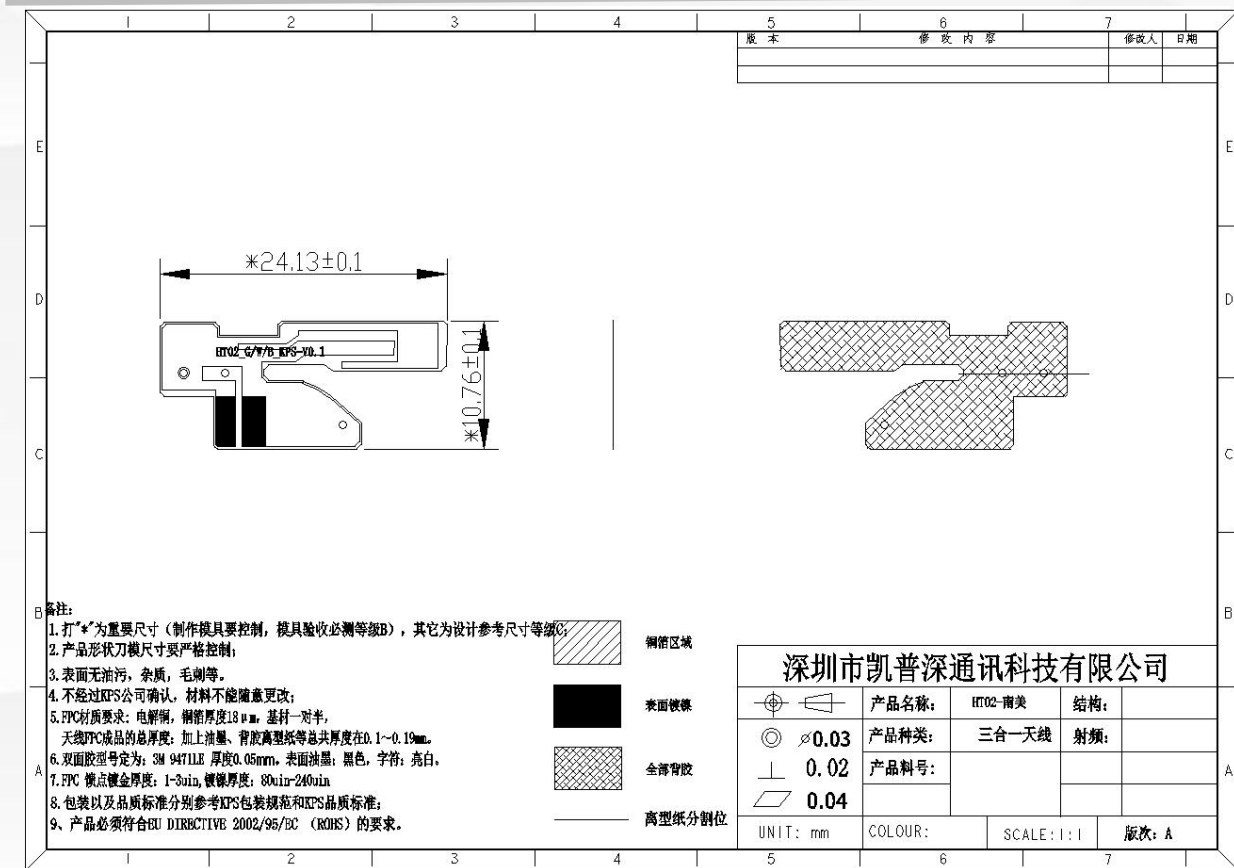 1 2 3 4 5 6 7
版 本 修 改 内 容 修改人 日期
E E
*24.13±0.1
D D
HT02_G/W/B_KPS-V0.1
*10.76±0.1
C C
B B
备注:
1.打"*"为重要尺寸(制作模具要控制, 模具验收必测等级B), 其它为设计参考尺寸等级C;
2.产品形状刀模尺寸要严格控制;
3.表面无油污, 杂质, 毛刺等。
4.不经过KPS公司确认, 材料不能随意更改;
5.FPC材质要求: 电解铜, 铜箔厚度18μm, 基材一对半,
天线FPC成品的总厚度: 加上油墨、背胶离型纸等总共厚度在0.1~0.19mm。
6.双面胶型号定为: 3M 9471LE 厚度0.05mm。表面油墨: 黑色, 字符: 亮白。
7.FPC 镀金厚度: 1-3uin,镀镍厚度: 80uin-240uin
8.包装以及品质标准分别参考KPS包装规范和KPS品质标准;
9、产品必须符合EU DIRECTIVE 2002/95/EC (ROHS) 的要求。
铜箔区域
表面镀镍
全部背胶
离型纸分割位
深圳市凯普深通讯科技有限公司
产品名称: HT02-南美 结构:
⌀0.03 产品种类: 三合一天线 射频:
0.02 产品料号:
0.04
UNIT: mm COLOUR: SCALE:1:1 版次: A
A A
1 2 3 4 5 6 7